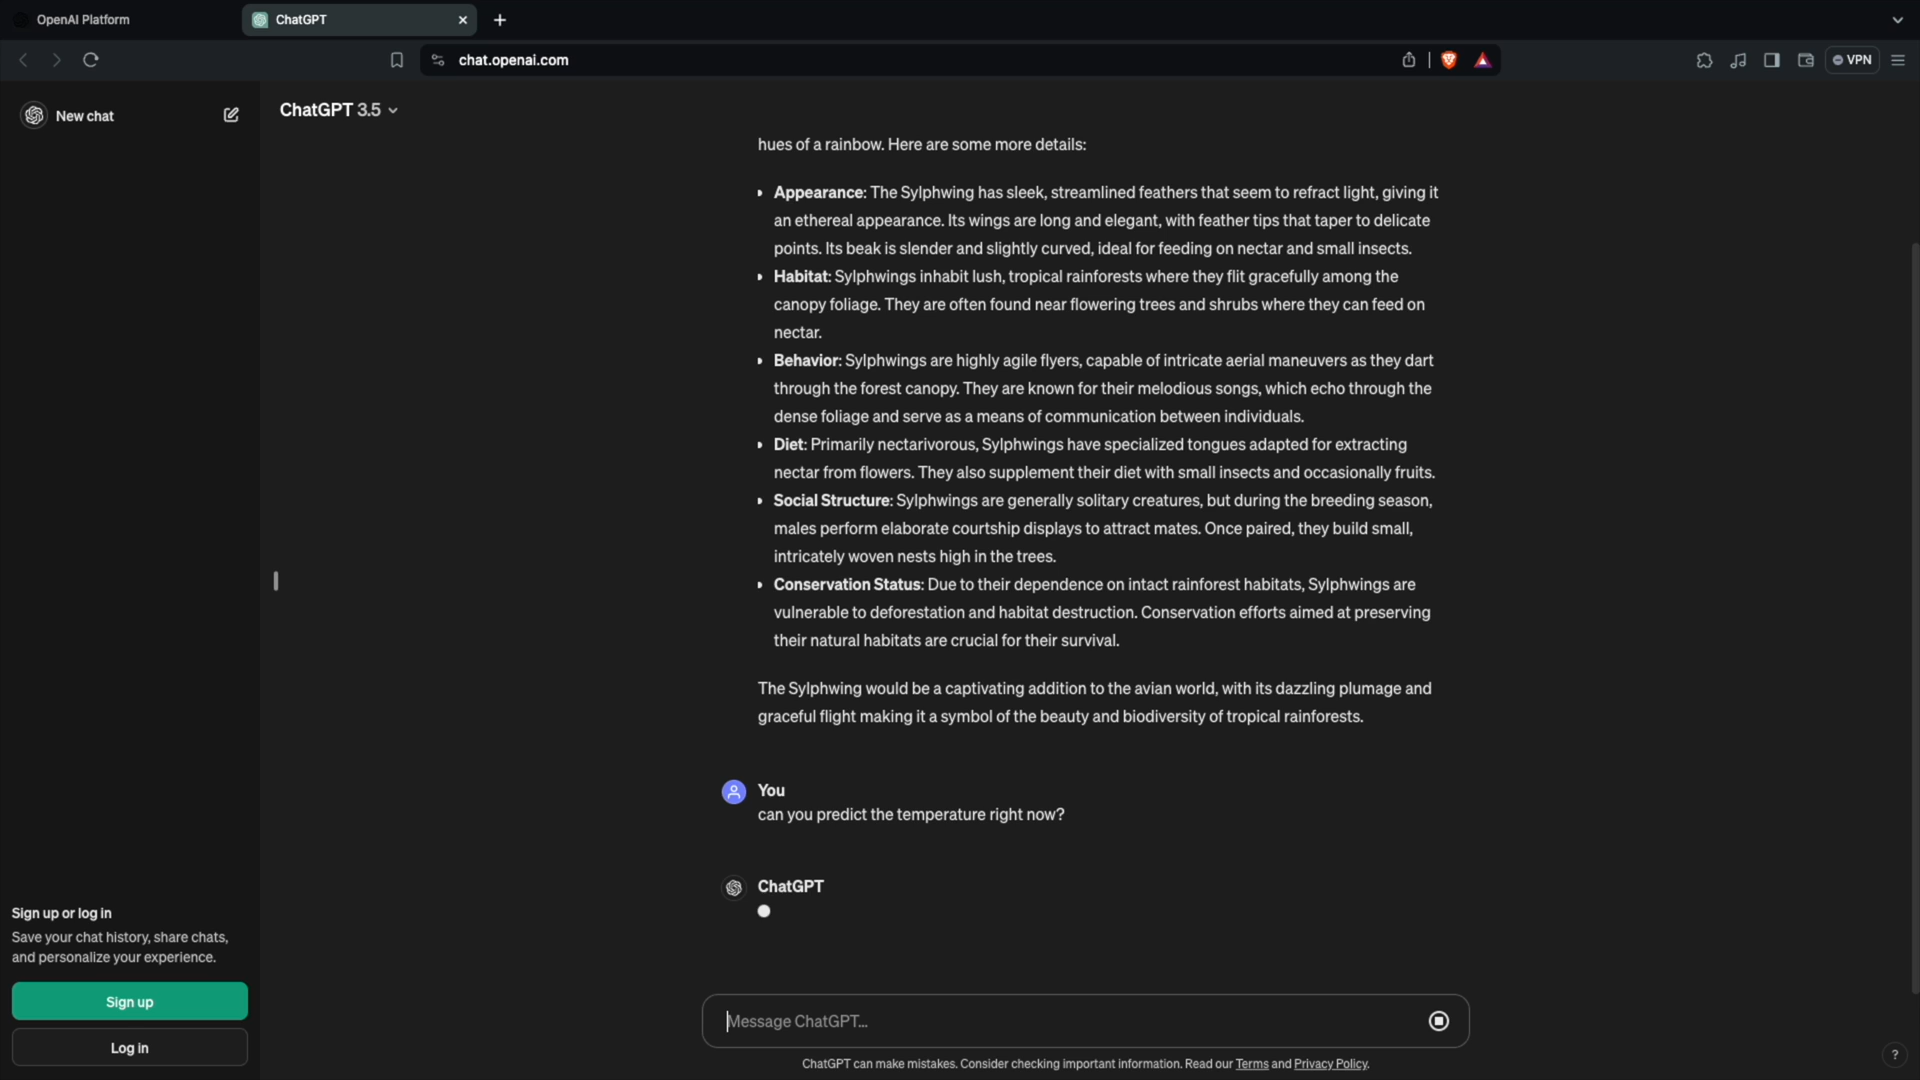 OpenAI Platform
ChatGPT
chat.openai.com
VPN
New chat
ChatGPT 3.5
hues of a rainbow. Here are some more details:
Appearance: The Sylphwing has sleek, streamlined feathers that seem to refract light, giving it
an ethereal appearance. Its wings are long and elegant, with feather tips that taper to delicate
points. Its beak is slender and slightly curved, ideal for feeding on nectar and small insects.
Habitat: Sylphwings inhabit lush, tropical rainforests where they flit gracefully among the
canopy foliage. They are often found near flowering trees and shrubs where they can feed on
nectar.
Behavior: Sylphwings are highly agile flyers, capable of intricate aerial maneuvers as they dart
through the forest canopy. They are known for their melodious songs, which echo through the
dense foliage and serve as a means of communication between individuals.
Diet: Primarily nectarivorous, Sylphwings have specialized tongues adapted for extracting
nectar from flowers. They also supplement their diet with small insects and occasionally fruits.
Social Structure: Sylphwings are generally solitary creatures, but during the breeding season,
males perform elaborate courtship displays to attract mates. Once paired, they build small,
intricately woven nests high in the trees.
Conservation Status: Due to their dependence on intact rainforest habitats, Sylphwings are
vulnerable to deforestation and habitat destruction. Conservation efforts aimed at preserving
their natural habitats are crucial for their survival.
The Sylphwing would be a captivating addition to the avian world, with its dazzling plumage and
graceful flight making it a symbol of the beauty and biodiversity of tropical rainforests.
You
can you predict the temperature right now?
ChatGPT
Sign up or log in
Save your chat history, share chats,
and personalize your experience.
Sign up
Log in
Message ChatGPT...
ChatGPT can make mistakes. Consider checking important information. Read our Terms and Privacy Policy.
?